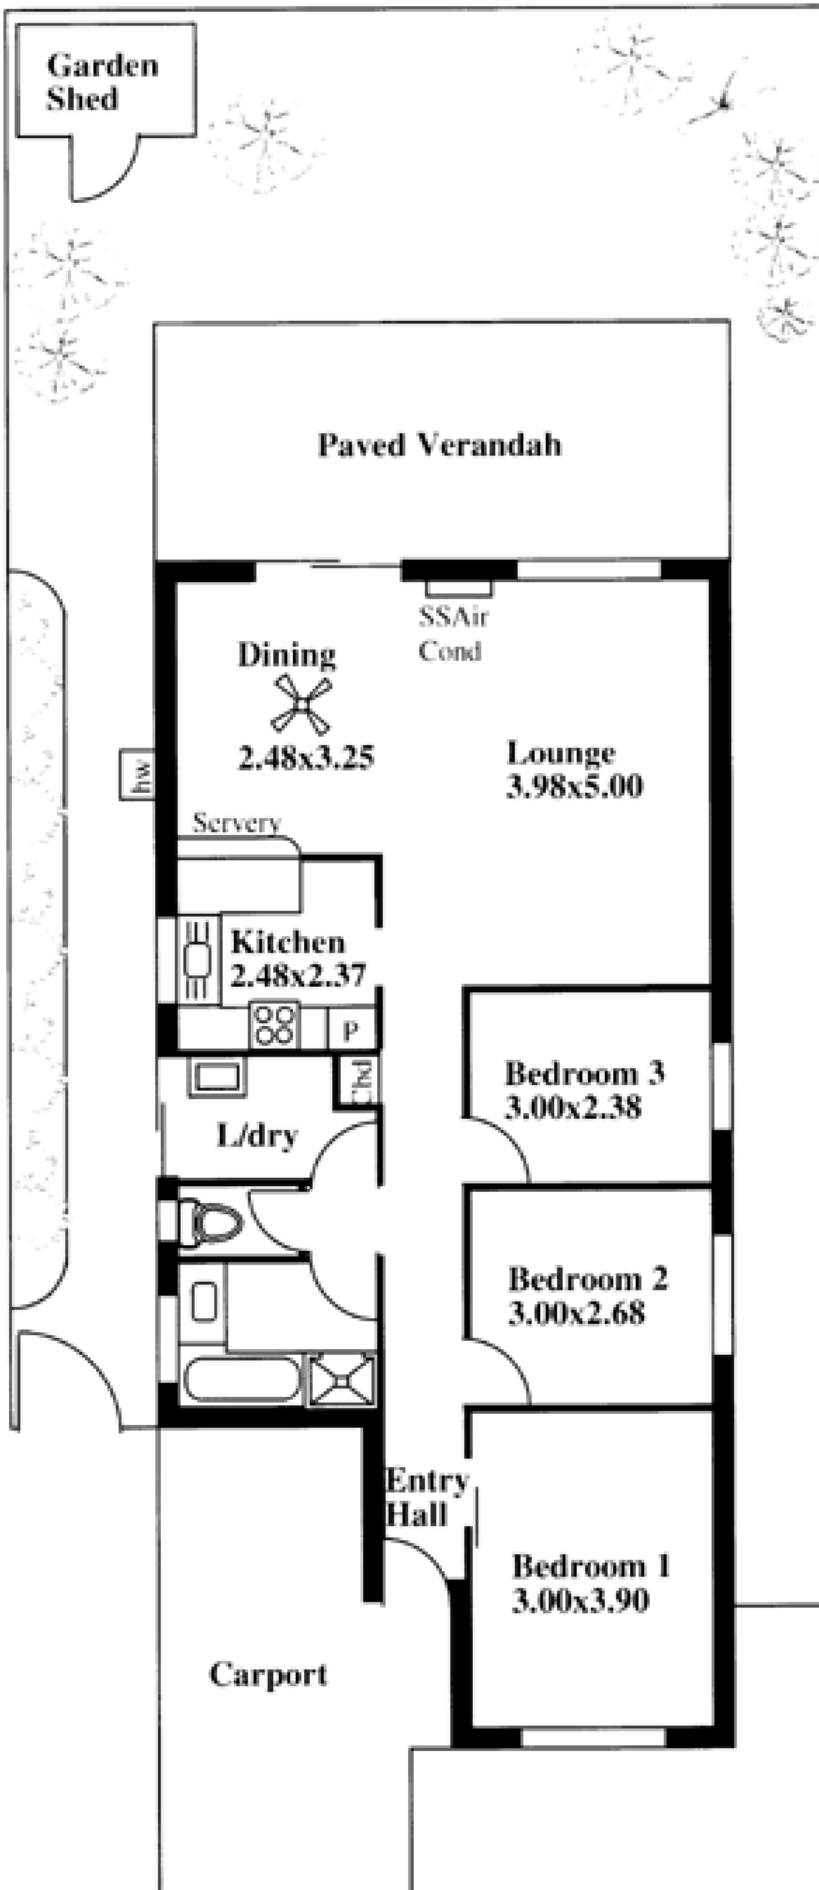 Garden
Shed
Paved Verandah
SSAir
Cond
Dining
2.48x3.25
Lounge
3.98x5.00
hw
Servery
Kitchen
2.48x2.37
P
Cbd
Bedroom 3
3.00x2.38
L/dry
Bedroom 2
3.00x2.68
Entry
Hall
Bedroom 1
3.00x3.90
Carport